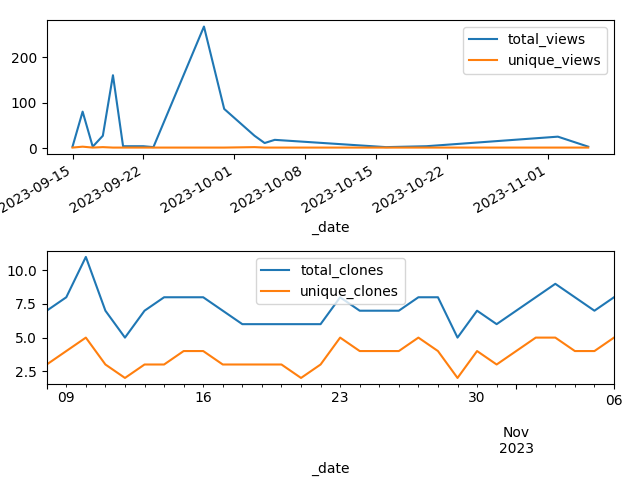 total_views
unique_views
200
100
0
2023-09-15
2023-09-22
2023-10-01
2023-10-08
2023-10-15
2023-10-22
2023-11-01
_date
total_clones
unique_clones
10.0
7.5
5.0
2.5
09
16
23
30
06
Nov
2023
_date